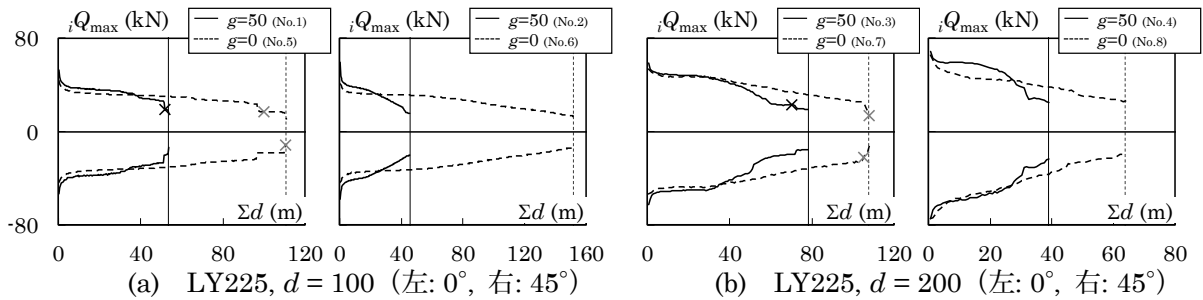 iQmax (kN)
g=50 (No.1)
g=0 (No.5)
iQmax (kN)
g=50 (No.2)
g=0 (No.6)
iQmax (kN)
g=50 (No.3)
g=0 (No.7)
iQmax (kN)
g=50 (No.4)
g=0 (No.8)
80
0
-80
Σd (m)
Σd (m)
Σd (m)
Σd (m)
0 40 80 120
0 40 80 120 160
0 40 80 120
0 20 40 60 80
(a) LY225, d = 100 (左: 0°, 右: 45°)
(b) LY225, d = 200 (左: 0°, 右: 45°)